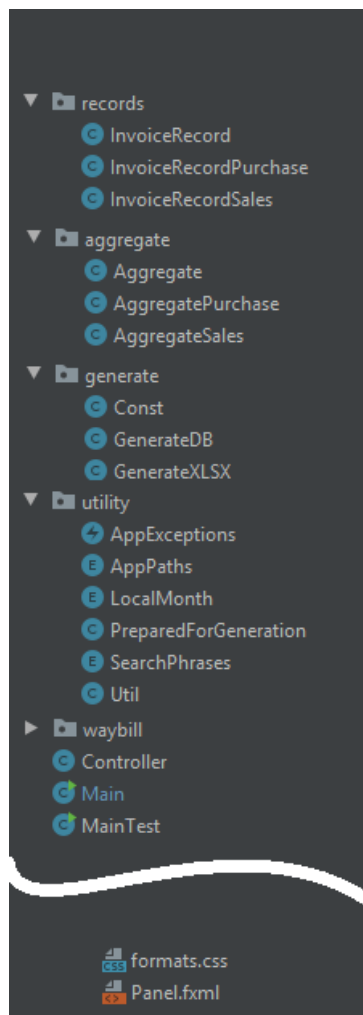 records
InvoiceRecord
InvoiceRecordPurchase
InvoiceRecordSales
aggregate
Aggregate
AggregatePurchase
AggregateSales
generate
Const
GenerateDB
GenerateXLSX
utility
AppExceptions
AppPaths
LocalMonth
PreparedForGeneration
SearchPhrases
Util
waybill
Controller
Main
MainTest
formats.css
Panel.fxml